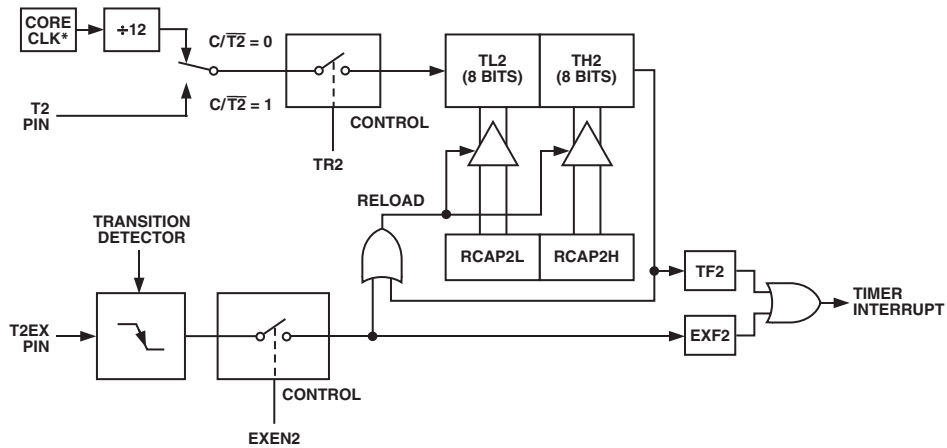 CORE
CLK*
÷12
C/T2̅ = 0
C/T2̅ = 1
T2
PIN
CONTROL
TR2
TL2
(8 BITS)
TH2
(8 BITS)
RELOAD
TRANSITION
DETECTOR
RCAP2L
RCAP2H
T2EX
PIN
CONTROL
EXEN2
TF2
EXF2
TIMER
INTERRUPT